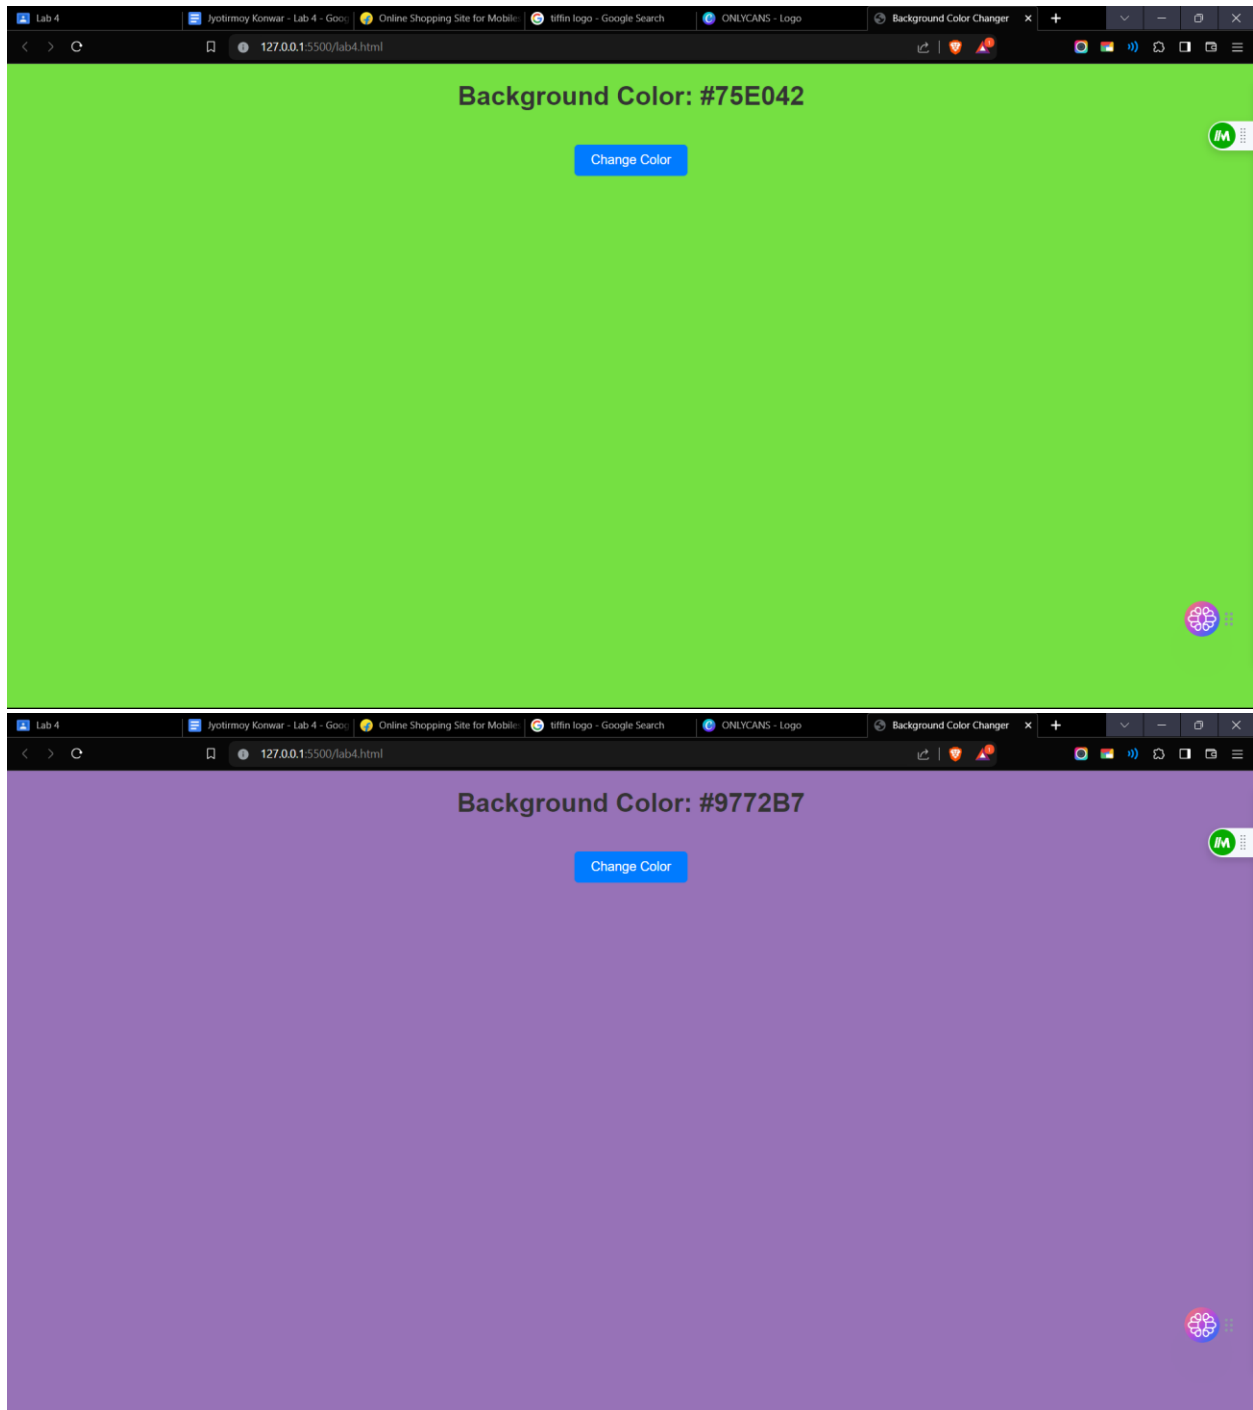 Lab 4
Jyotirmoy Konwar - Lab 4 - Goog
Online Shopping Site for Mobiles
tiffin logo - Google Search
ONLYCANS - Logo
Background Color Changer
127.0.0.1:5500/lab4.html
Background Color: #75E042
Change Color
Lab 4
Jyotirmoy Konwar - Lab 4 - Goog
Online Shopping Site for Mobiles
tiffin logo - Google Search
ONLYCANS - Logo
Background Color Changer
127.0.0.1:5500/lab4.html
Background Color: #9772B7
Change Color